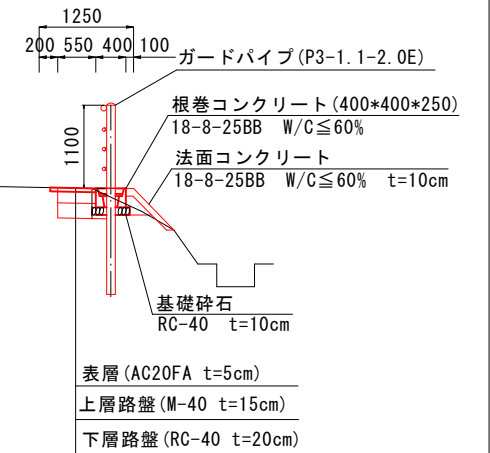 1250
200 550 400 100
ガードパイプ(P3-1.1-2.0E)
根巻コンクリート(400*400*250)
18-8-25BB W/C≦60%
1100
法面コンクリート
18-8-25BB W/C≦60% t=10cm
基礎砕石
RC-40 t=10cm
表層(AC20FA t=5cm)
上層路盤(M-40 t=15cm)
下層路盤(RC-40 t=20cm)